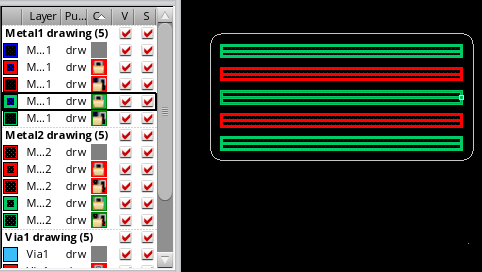 Layer Pu... C V S
Metal1 drawing (5)
M...1 drw
M...1 drw
M...1 drw
M...1 drw
M...1 drw
Metal2 drawing (5)
M...2 drw
M...2 drw
M...2 drw
M...2 drw
M...2 drw
Via1 drawing (5)
Via1 drw